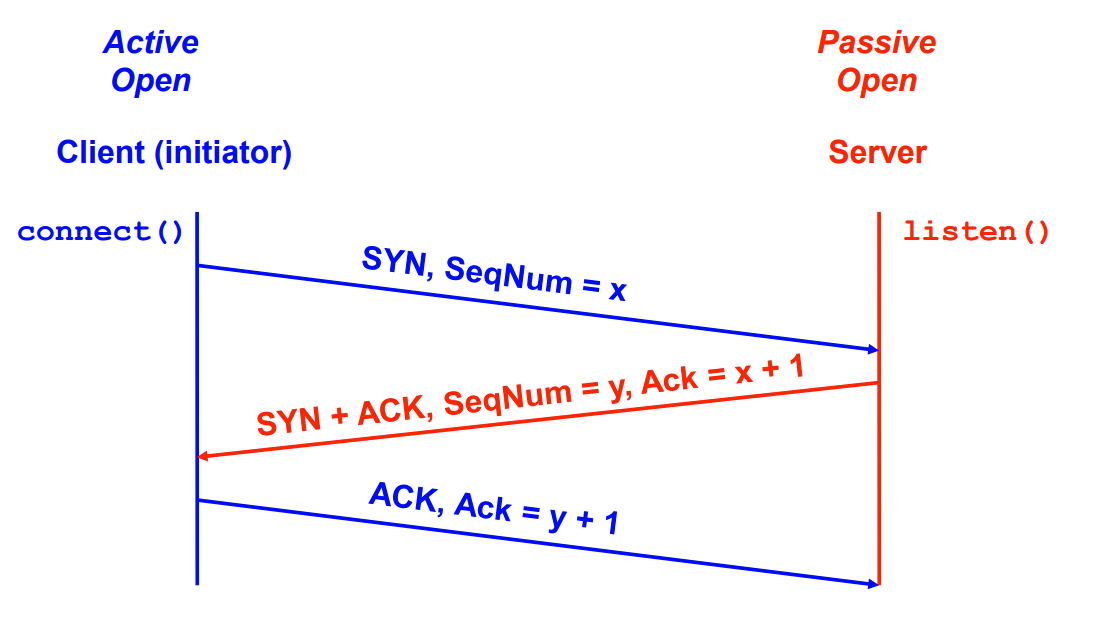 Active
Open
Passive
Open
Client (initiator)
Server
connect()
listen()
SYN, SeqNum = x
SYN + ACK, SeqNum = y, Ack = x + 1
ACK, Ack = y + 1